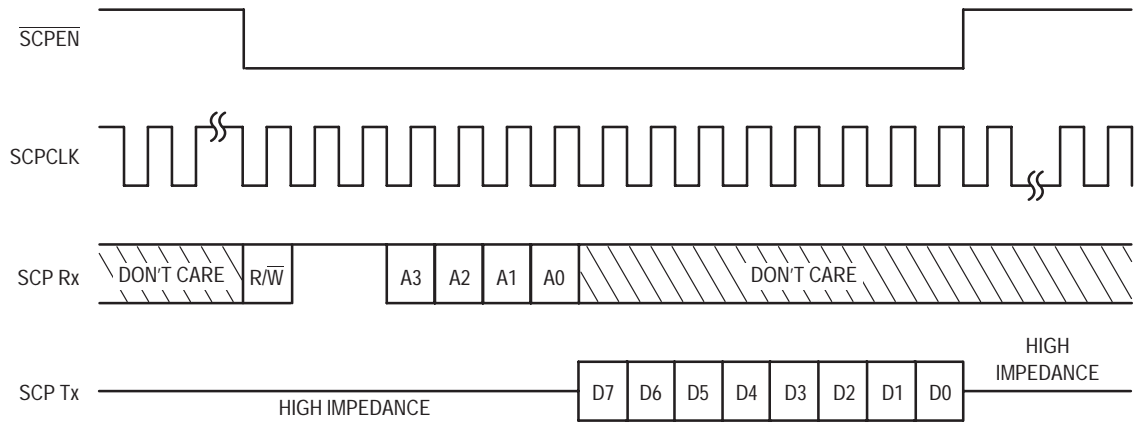 S̅C̅P̅E̅N̅
SCPCLK
SCP Rx
DON'T CARE
R/W̅
A3
A2
A1
A0
DON'T CARE
SCP Tx
HIGH IMPEDANCE
D7
D6
D5
D4
D3
D2
D1
D0
HIGH
IMPEDANCE